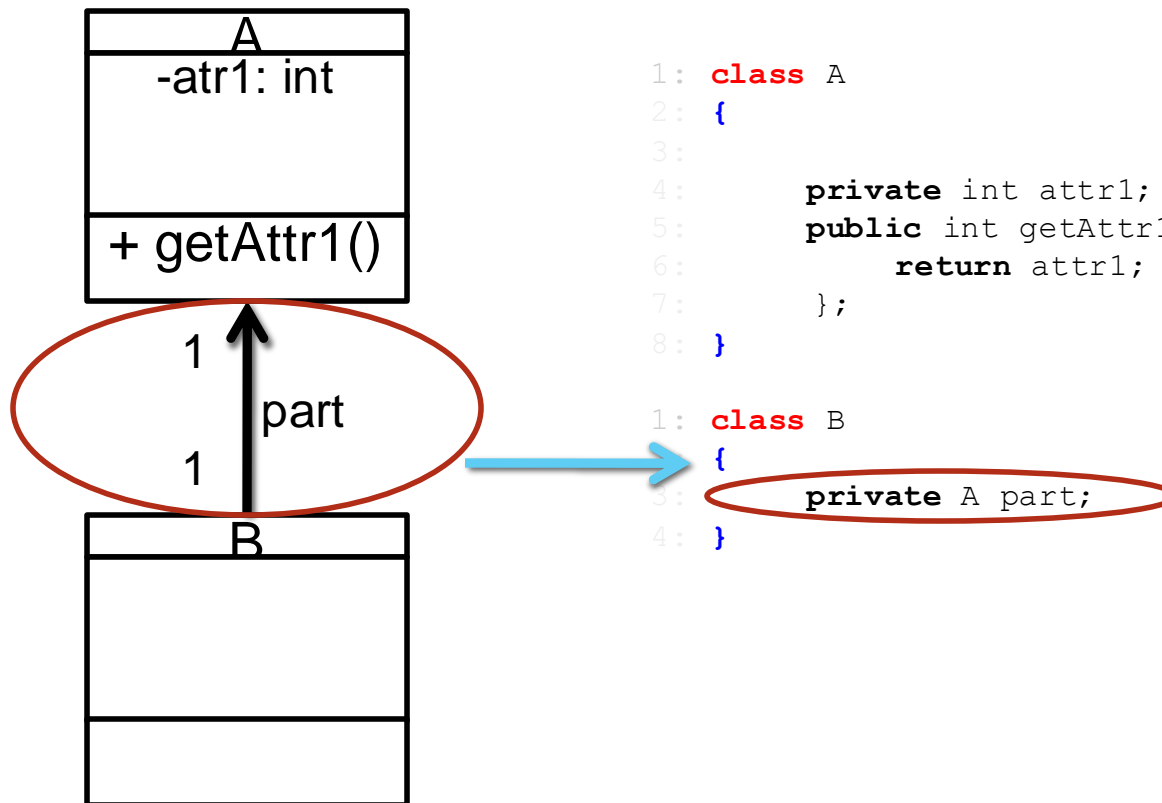 A
-atr1: int
+ getAttr1()
1
part
1
B
1: class A
2: {
3:
4: private int attr1;
5: public int getAttr1
6: return attr1;
7: };
8: }
1: class B
{
3: private A part;
4: }